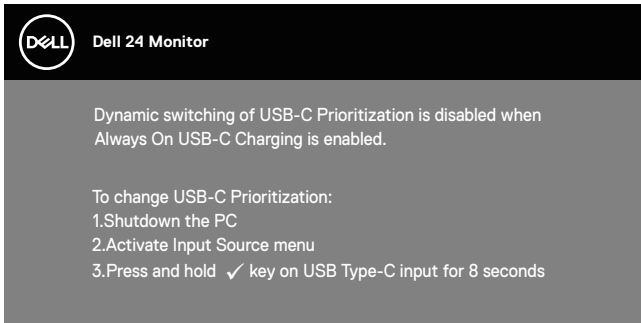 DELL
Dell 24 Monitor
Dynamic switching of USB-C Prioritization is disabled when
Always On USB-C Charging is enabled.
To change USB-C Prioritization:
1.Shutdown the PC
2.Activate Input Source menu
3.Press and hold ✓ key on USB Type-C input for 8 seconds